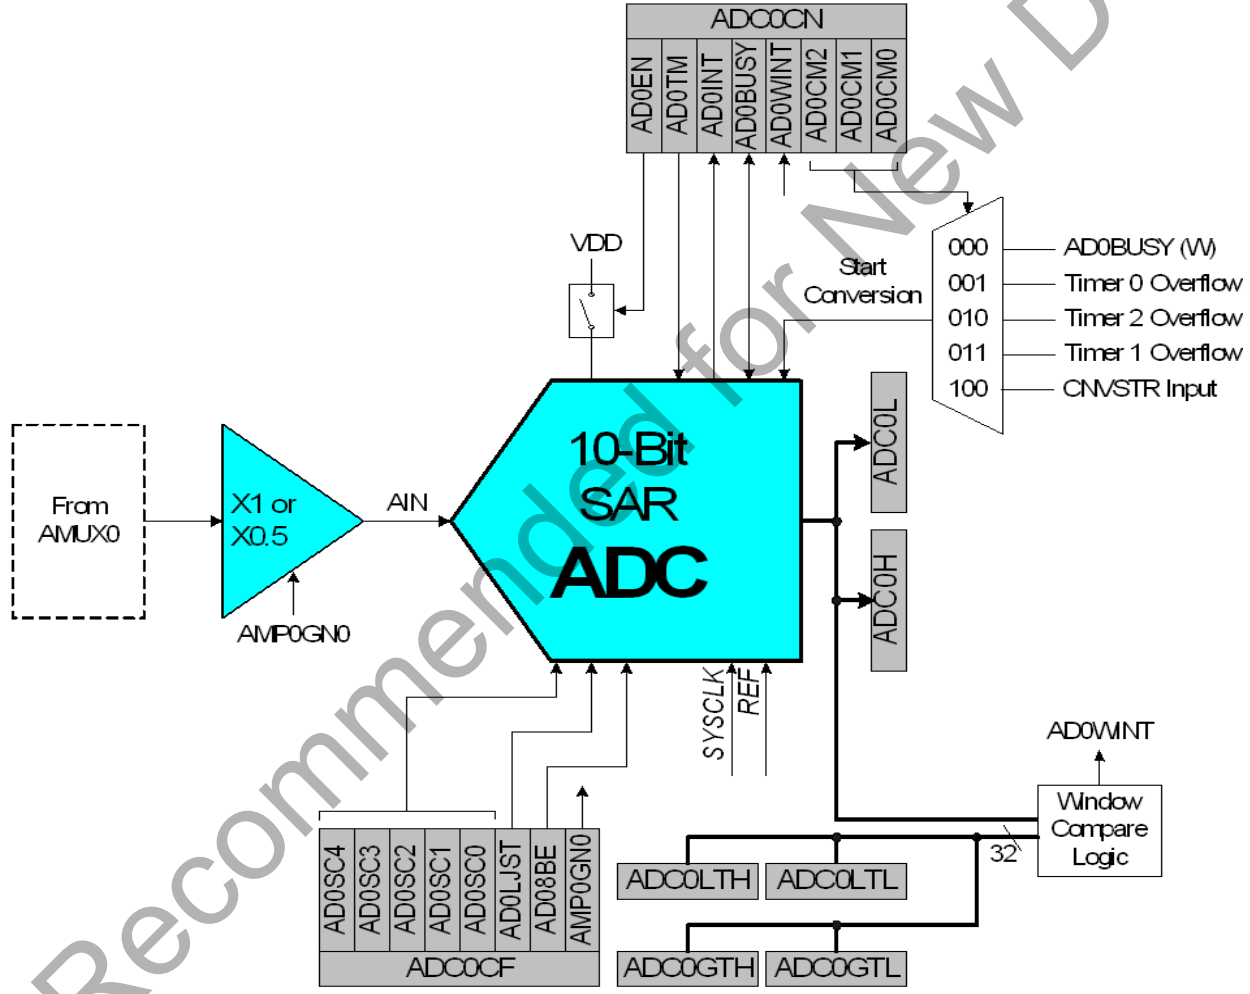 ADC0CN
AD0EN
AD0TM
AD0INT
AD0BUSY
AD0WINT
AD0CM2
AD0CM1
AD0CM0
VDD
Start
Conversion
000
AD0BUSY (W)
001
Timer 0 Overflow
010
Timer 2 Overflow
011
Timer 1 Overflow
100
CNVSTR Input
From
AMUX0
X1 or
X0.5
AMP0GN0
AIN
10-Bit
SAR
ADC
ADC0L
ADC0H
SYSCLK
REF
AD0WINT
Window
Compare
Logic
32
ADC0LTH
ADC0LTL
ADC0GTH
ADC0GTL
AD0SC4
AD0SC3
AD0SC2
AD0SC1
AD0SC0
AD0LJST
AD08BE
AMP0GN0
ADC0CF
Recommended for New D